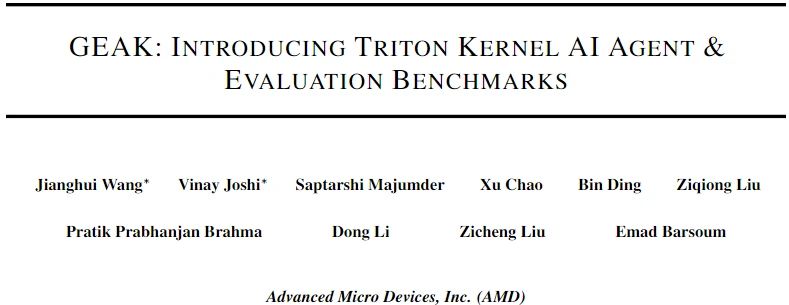 GEAK: INTRODUCING TRITON KERNEL AI AGENT &
EVALUATION BENCHMARKS
Jianghui Wang* Vinay Joshi* Saptarshi Majumder Xu Chao Bin Ding Ziqiong Liu
Pratik Prabhanjan Brahma Dong Li Zicheng Liu Emad Barsoum
Advanced Micro Devices, Inc. (AMD)